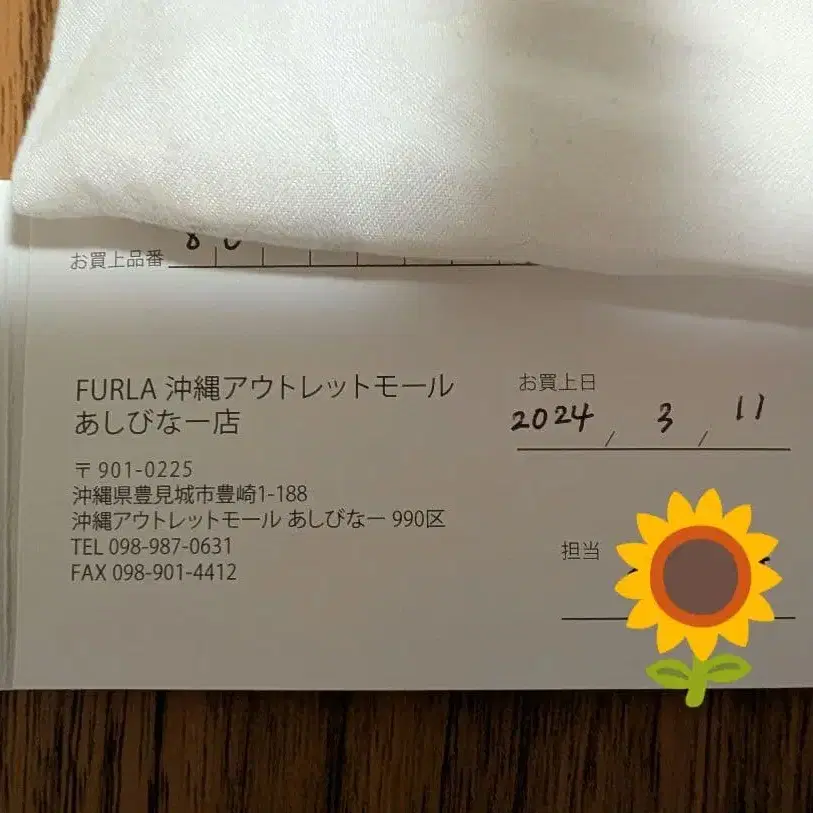 お買上品番
FURLA 沖縄アウトレットモール
あしびなー店
〒901-0225
沖縄県豊見城市豊崎1-188
沖縄アウトレットモール あしびなー 990区
TEL 098-987-0631
FAX 098-901-4412
お買上日
2024 / 3 / 11
担当